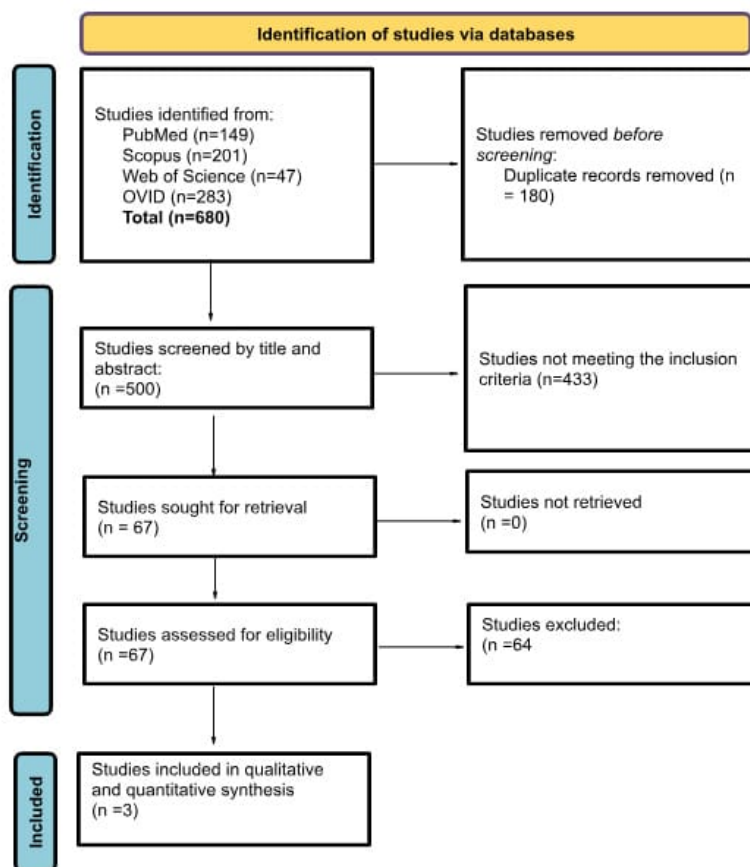 Identification of studies via databases
Identification
Studies identified from:
PubMed (n=149)
Scopus (n=201)
Web of Science (n=47)
OVID (n=283)
Total (n=680)
Studies removed before
screening:
Duplicate records removed (n
= 180)
Screening
Studies screened by title and
abstract:
(n =500)
Studies not meeting the inclusion
criteria (n=433)
Studies sought for retrieval
(n = 67)
Studies not retrieved
(n =0)
Studies assessed for eligibility
(n =67)
Studies excluded:
(n =64
Included
Studies included in qualitative
and quantitative synthesis
(n =3)